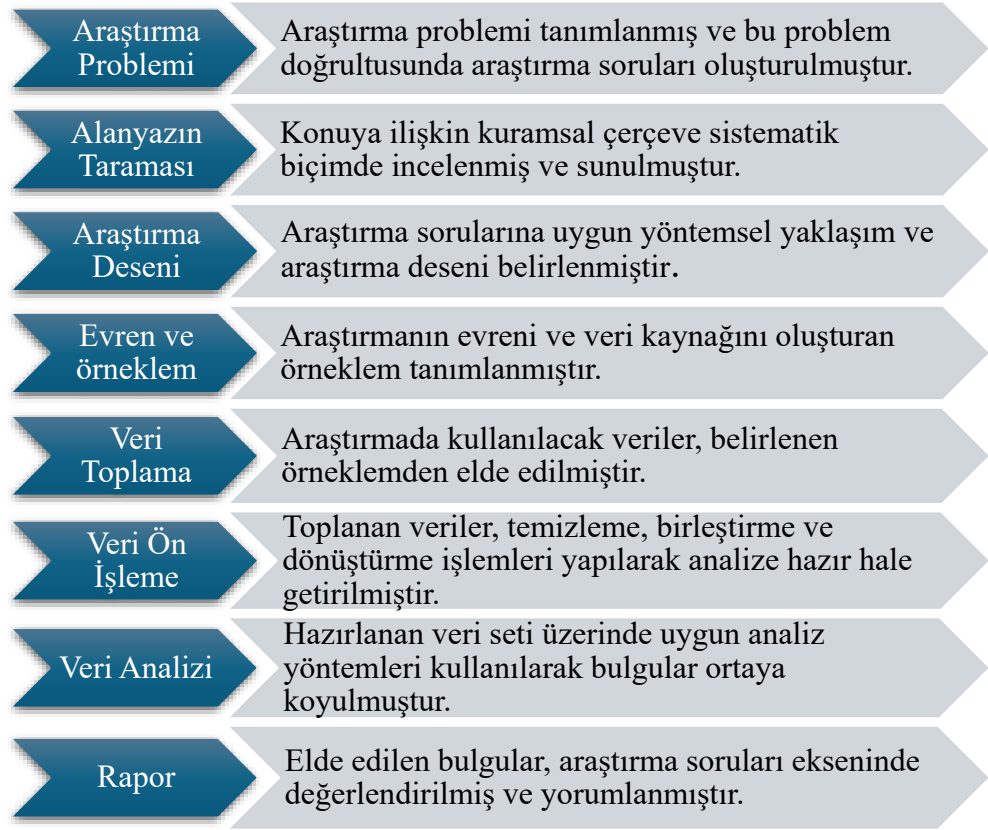 Araştırma
Problemi
Araştırma problemi tanımlanmış ve bu problem
doğrultusunda araştırma soruları oluşturulmuştur.
Alanyazın
Taraması
Konuya ilişkin kuramsal çerçeve sistematik
biçimde incelenmiş ve sunulmuştur.
Araştırma
Deseni
Araştırma sorularına uygun yöntemsel yaklaşım ve
araştırma deseni belirlenmiştir.
Evren ve
örneklem
Araştırmanın evreni ve veri kaynağını oluşturan
örneklem tanımlanmıştır.
Veri
Toplama
Araştırmada kullanılacak veriler, belirlenen
örneklemden elde edilmiştir.
Veri Ön
İşleme
Toplanan veriler, temizleme, birleştirme ve
dönüştürme işlemleri yapılarak analize hazır hale
getirilmiştir.
Veri Analizi
Hazırlanan veri seti üzerinde uygun analiz
yöntemleri kullanılarak bulgular ortaya
koyulmuştur.
Rapor
Elde edilen bulgular, araştırma soruları ekseninde
değerlendirilmiş ve yorumlanmıştır.